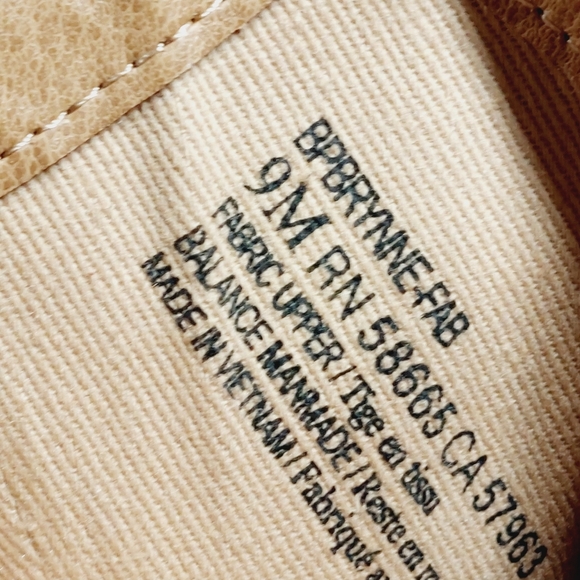 BPBRYNNE-FAB
9M RN 58665 CA 57963
FABRIC UPPER / Tige en tissu
BALANCE MANMADE / Reste en
MADE IN VIETNAM / Fabriqué